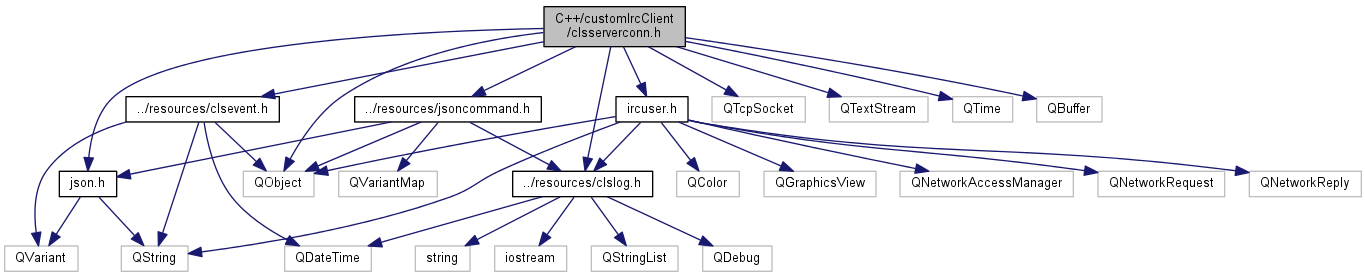 C++/customIrcClient
/clsserverconn.h
../resources/clsevent.h
../resources/jsoncommand.h
ircuser.h
QTcpSocket
QTextStream
QTime
QBuffer
json.h
QObject
QVariantMap
../resources/clslog.h
QColor
QGraphicsView
QNetworkAccessManager
QNetworkRequest
QNetworkReply
QVariant
QString
QDateTime
string
iostream
QStringList
QDebug